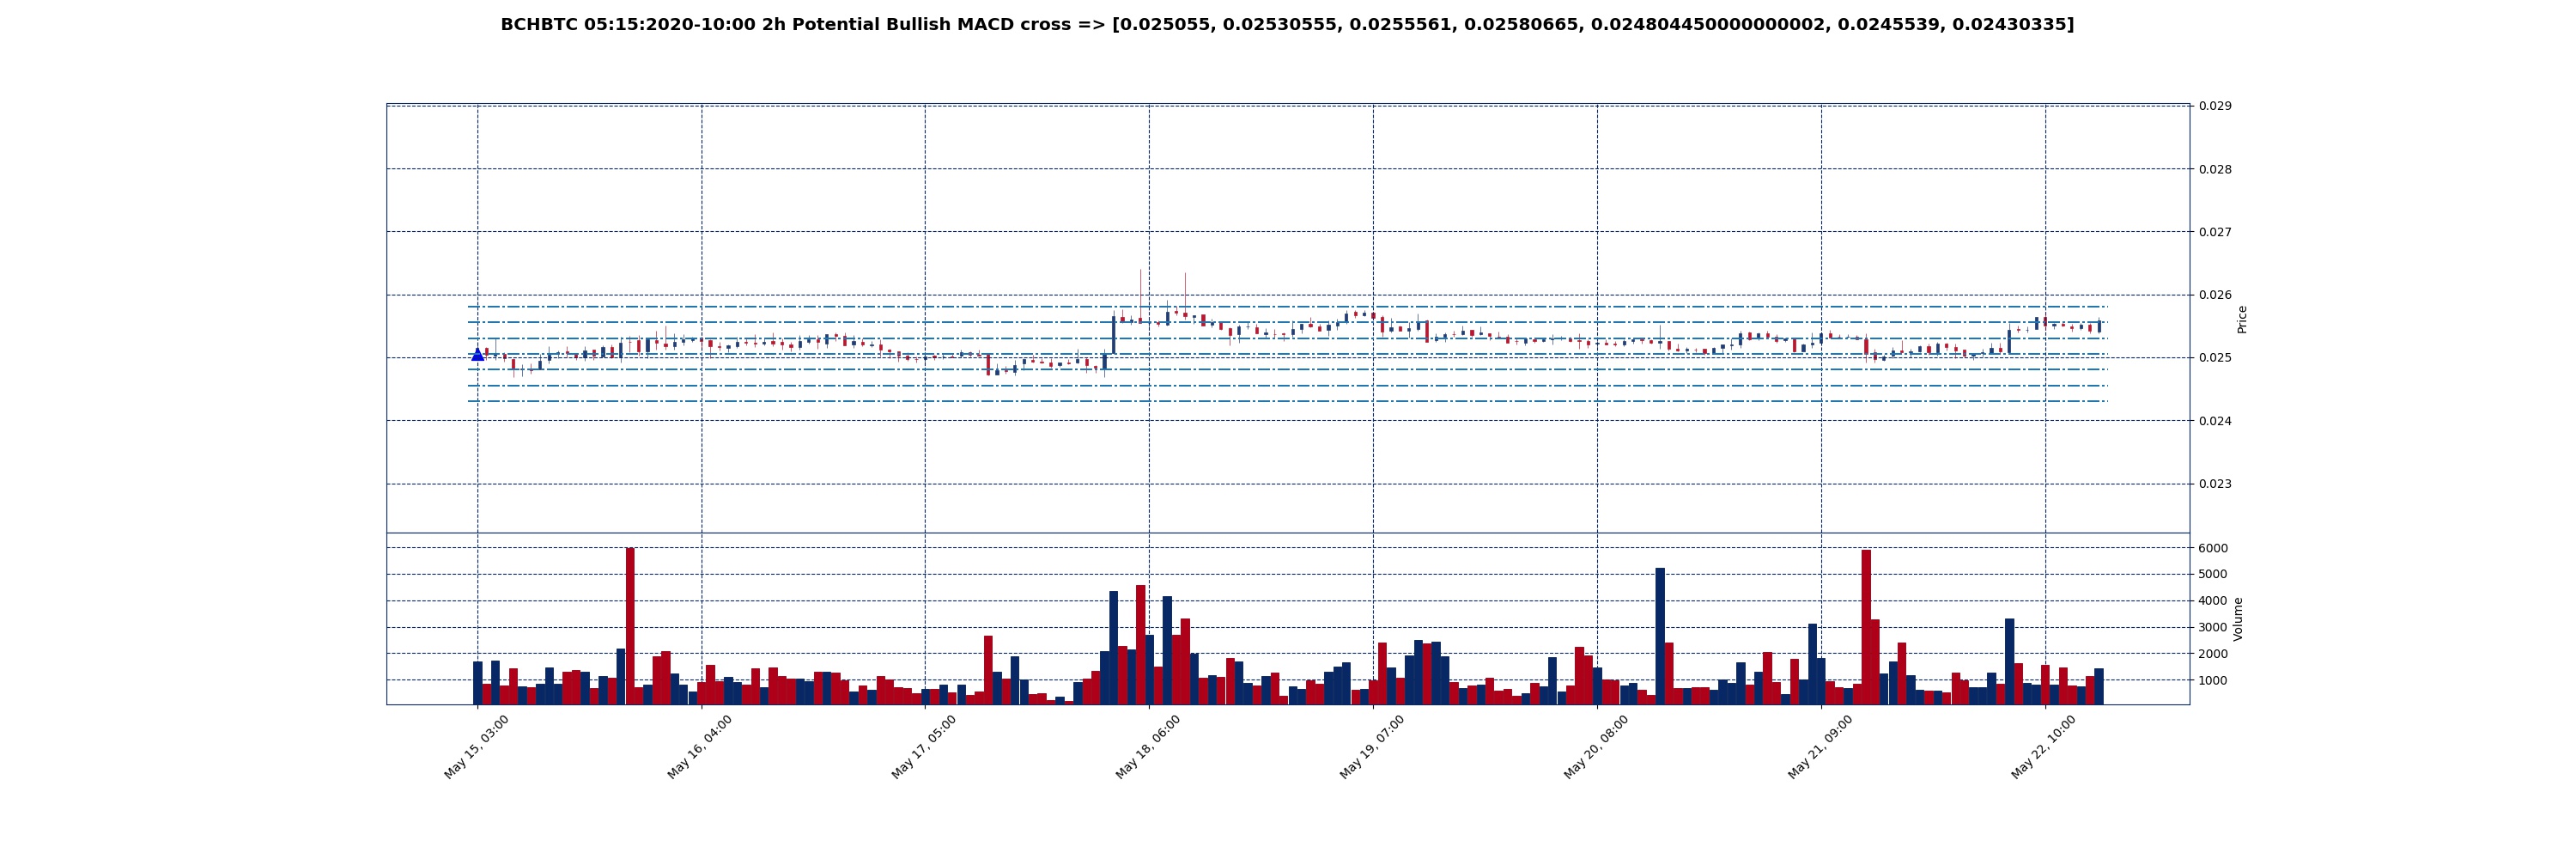 BCHBTC 05:15:2020-10:00 2h Potential Bullish MACD cross => [0.025055, 0.02530555, 0.0255561, 0.02580665, 0.024804450000000002, 0.0245539, 0.02430335]
0.029
0.028
0.027
0.026
0.025
0.024
0.023
Price
6000
5000
4000
3000
2000
1000
Volume
May 15, 03:00
May 16, 04:00
May 17, 05:00
May 18, 06:00
May 19, 07:00
May 20, 08:00
May 21, 09:00
May 22, 10:00